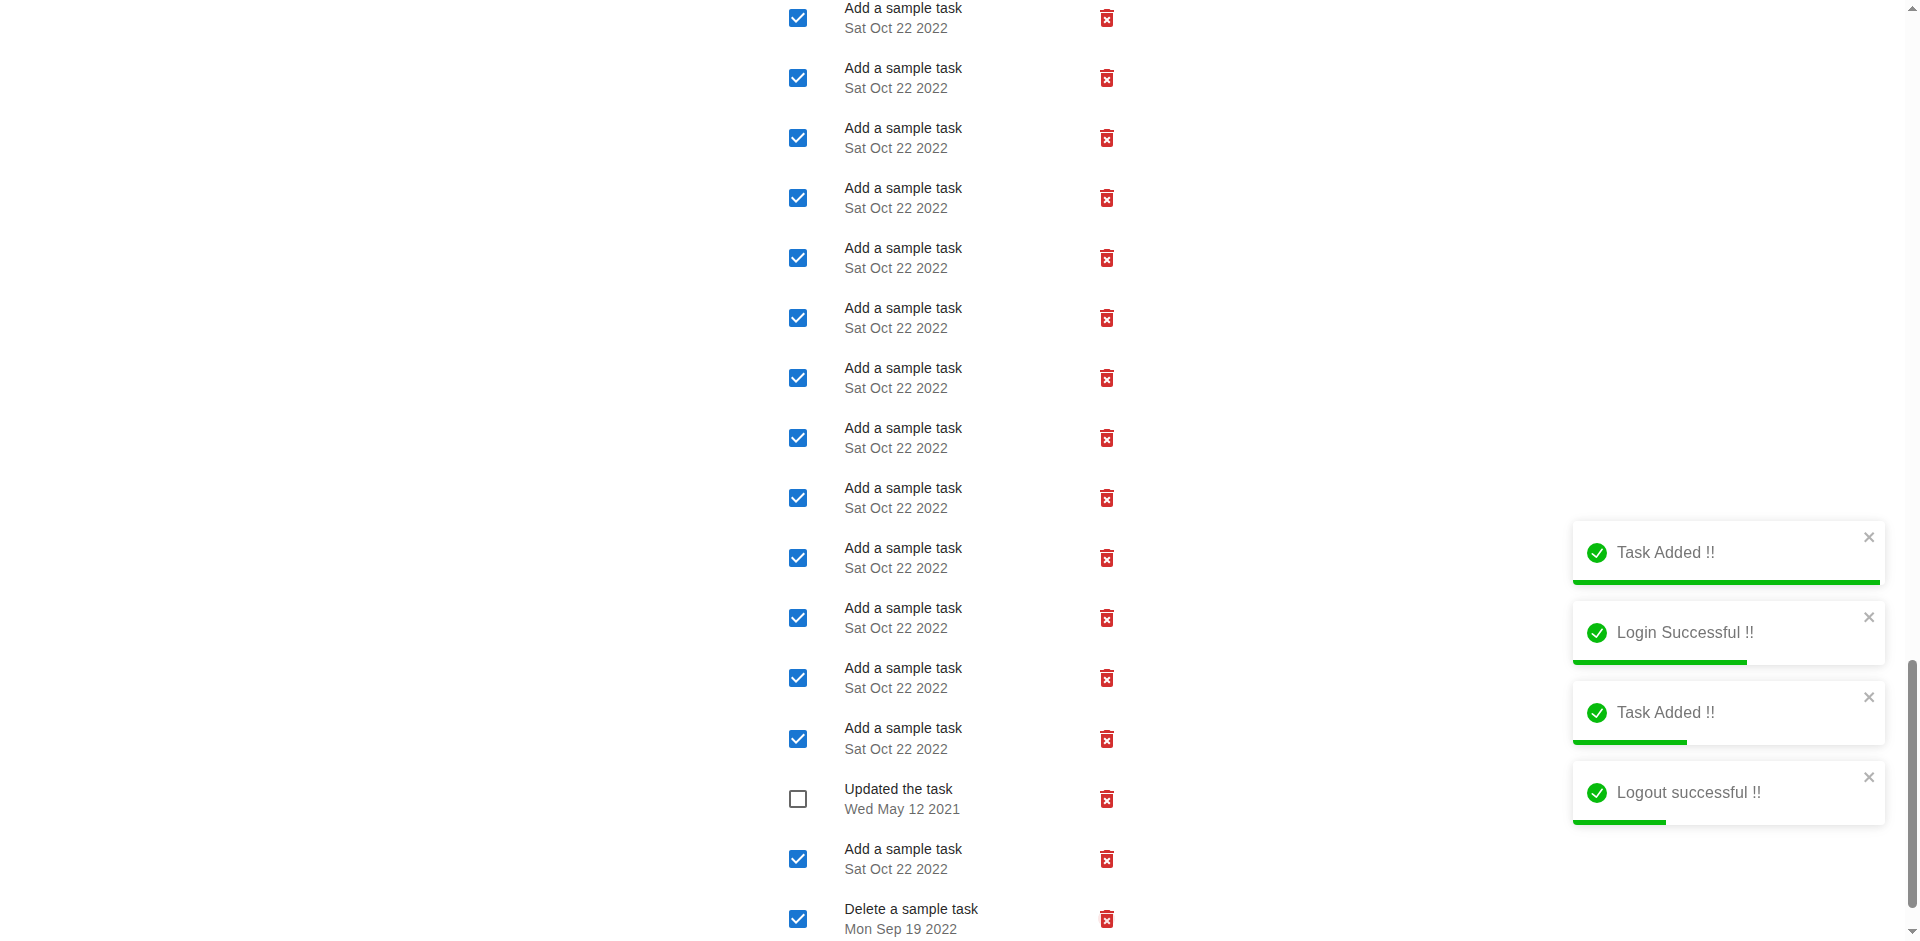 Add a sample task
Sat Oct 22 2022
Add a sample task
Sat Oct 22 2022
Add a sample task
Sat Oct 22 2022
Add a sample task
Sat Oct 22 2022
Add a sample task
Sat Oct 22 2022
Add a sample task
Sat Oct 22 2022
Add a sample task
Sat Oct 22 2022
Add a sample task
Sat Oct 22 2022
Add a sample task
Sat Oct 22 2022
Add a sample task
Sat Oct 22 2022
Add a sample task
Sat Oct 22 2022
Add a sample task
Sat Oct 22 2022
Add a sample task
Sat Oct 22 2022
Updated the task
Wed May 12 2021
Add a sample task
Sat Oct 22 2022
Delete a sample task
Mon Sep 19 2022
Task Added !!
Login Successful !!
Task Added !!
Logout successful !!